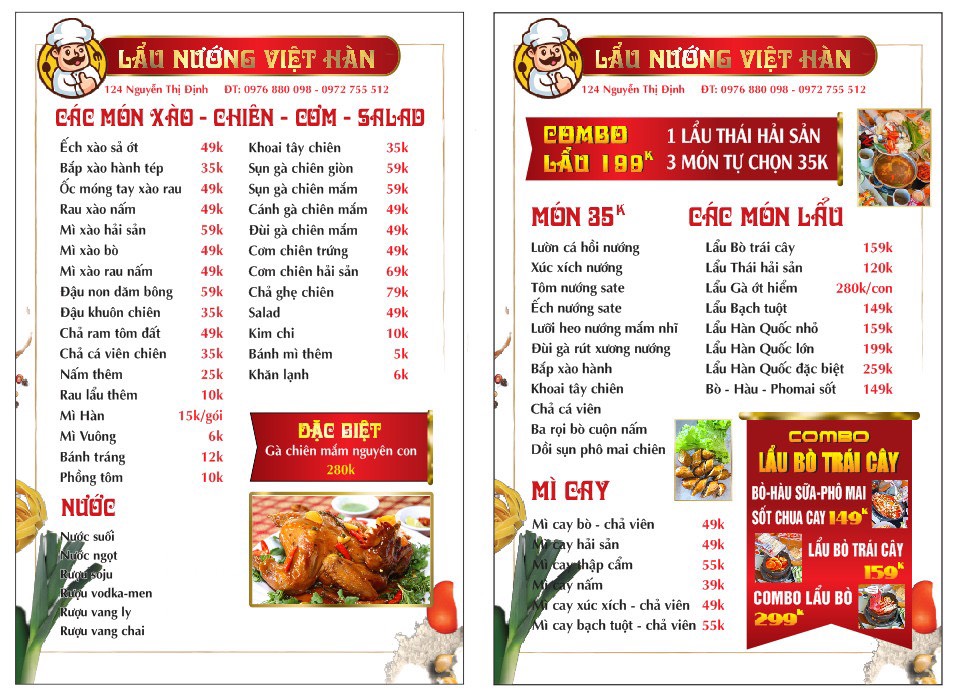 LẨU NƯỚNG VIỆT HÀN
124 Nguyễn Thị Định ĐT: 0976 880 098 - 0972 755 512
CÁC MÓN XÀO - CHIÊN - CƠM - SALAD
Ếch xào sả ớt 49k
Bắp xào hành tép 35k
Ốc móng tay xào rau 49k
Rau xào nấm 49k
Mì xào hải sản 59k
Mì xào bò 49k
Mì xào rau nấm 49k
Đậu non dăm bông 59k
Đậu khuôn chiên 35k
Chả ram tôm đất 49k
Chả cá viên chiên 35k
Nấm thêm 25k
Rau lẩu thêm 10k
Mì Hàn 15k/gói
Mì Vuông 6k
Bánh tráng 12k
Phồng tôm 10k
Khoai tây chiên 35k
Sụn gà chiên giòn 59k
Sụn gà chiên mắm 59k
Cánh gà chiên mắm 49k
Đùi gà chiên mắm 49k
Cơm chiên trứng 49k
Cơm chiên hải sản 69k
Chả ghẹ chiên 79k
Salad 49k
Kim chi 10k
Bánh mì thêm 5k
Khăn lạnh 6k
ĐẶC BIỆT
Gà chiên mắm nguyên con
280k
NƯỚC
Nước suối
Nước ngọt
Rượu soju
Rượu vodka-men
Rượu vang ly
Rượu vang chai
LẨU NƯỚNG VIỆT HÀN
124 Nguyễn Thị Định ĐT: 0976 880 098 - 0972 755 512
COMBO
LẨU 199K
1 LẨU THÁI HẢI SẢN
3 MÓN TỰ CHỌN 35K
MÓN 35K
Lườn cá hồi nướng
Xúc xích nướng
Tôm nướng sate
Ếch nướng sate
Lưỡi heo nướng mắm nhĩ
Đùi gà rút xương nướng
Bắp xào hành
Khoai tây chiên
Chả cá viên
Ba rọi bò cuộn nấm
Dồi sụn phô mai chiên
CÁC MÓN LẨU
Lẩu Bò trái cây 159k
Lẩu Thái hải sản 120k
Lẩu Gà ớt hiểm 280k/con
Lẩu Bạch tuột 149k
Lẩu Hàn Quốc nhỏ 159k
Lẩu Hàn Quốc lớn 199k
Lẩu Hàn Quốc đặc biệt 259k
Bò - Hàu - Phomai sốt 149k
MÌ CAY
Mì cay bò - chả viên 49k
Mì cay hải sản 49k
Mì cay thập cẩm 55k
Mì cay nấm 39k
Mì cay xúc xích - chả viên 49k
Mì cay bạch tuột - chả viên 55k
COMBO
LẨU BÒ TRÁI CÂY
BÒ-HÀU SỮA-PHÔ MAI
SỐT CHUA CAY 149K
LẨU BÒ TRÁI CÂY
159K
COMBO LẨU BÒ
299K